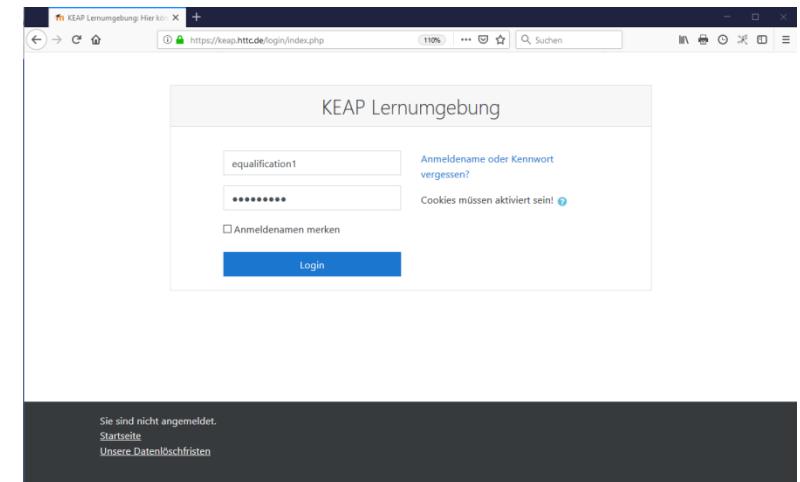 KEAP Lernumgebung: Hier kön
https://keap.httc.de/login/index.php
110%
Suchen
KEAP Lernumgebung
equalification1
Anmeldename oder Kennwort
vergessen?
•••••••••
Cookies müssen aktiviert sein!
Anmeldenamen merken
Login
Sie sind nicht angemeldet.
Startseite
Unsere Datenlöschfristen